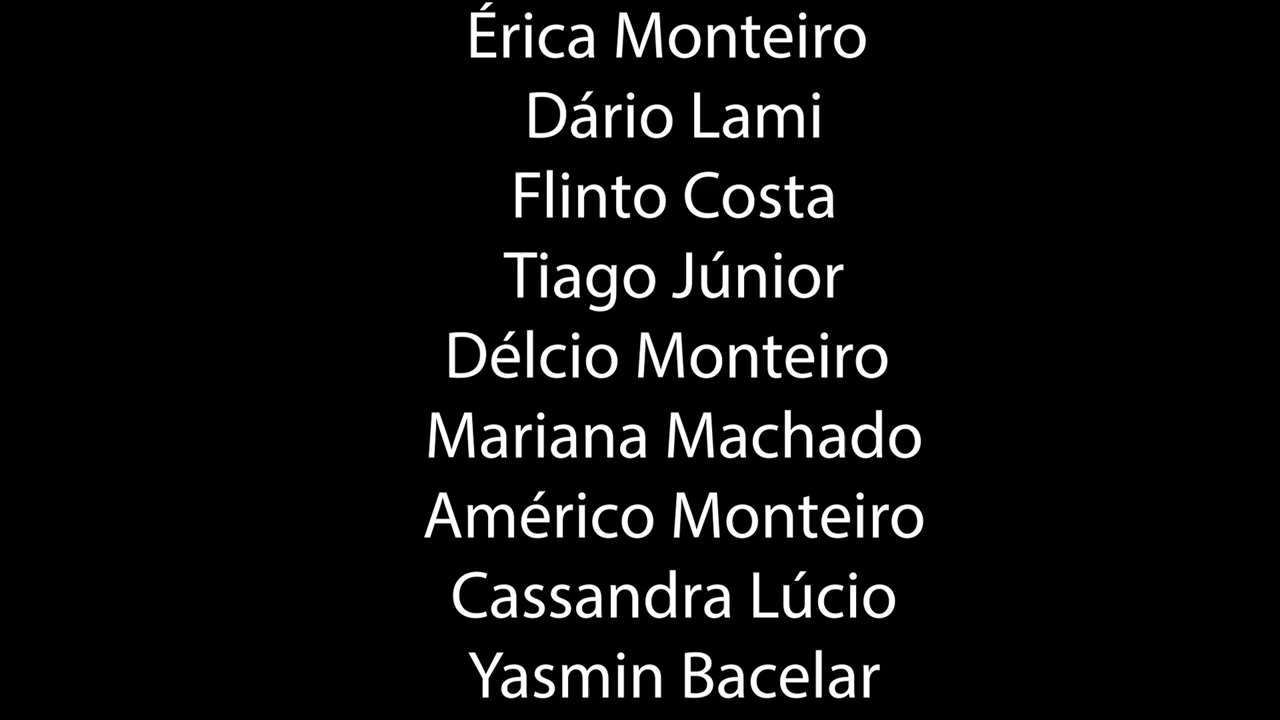 Érica Monteiro
Dário Lami
Flinto Costa
Tiago Júnior
Délcio Monteiro
Mariana Machado
Américo Monteiro
Cassandra Lúcio
Yasmin Bacelar